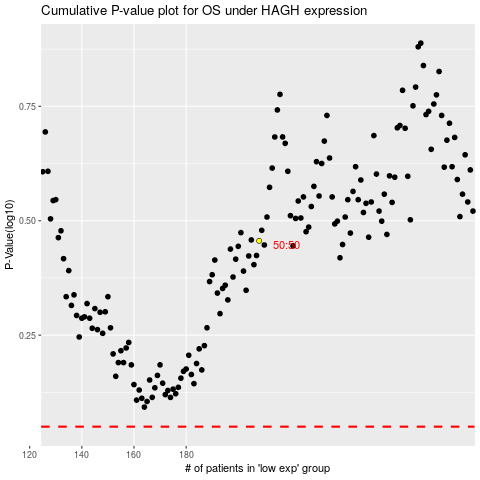 Cumulative P-value plot for OS under HAGH expression
P-Value(log10)
0.75
0.50
0.25
50:50
120 140 160 180
# of patients in 'low exp' group